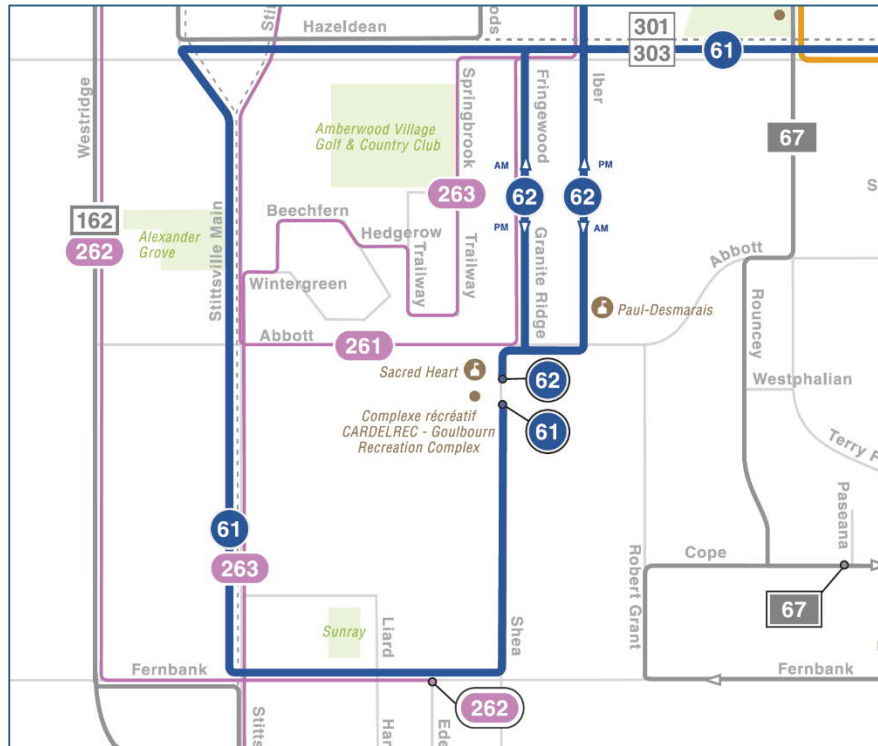 Hazeldean
301
303
61
Westridge
Stittsville Main
Springbrook
Fringewood
Iber
67
Amberwood Village
Golf & Country Club
AM
PM
263
62
62
PM
AM
162
262
Alexander
Grove
Beechfern
Hedgerow
Trailway
Trailway
Granite Ridge
Wintergreen
Abbott
Rouncey
Abbott
261
Paul-Desmarais
Sacred Heart
62
Westphalian
Complexe récréatif
CARDELREC - Goulbourn
Recreation Complex
61
Paseana
61
263
Robert Grant
Cope
67
Sunray
Liard
Shea
Fernbank
Fernbank
262